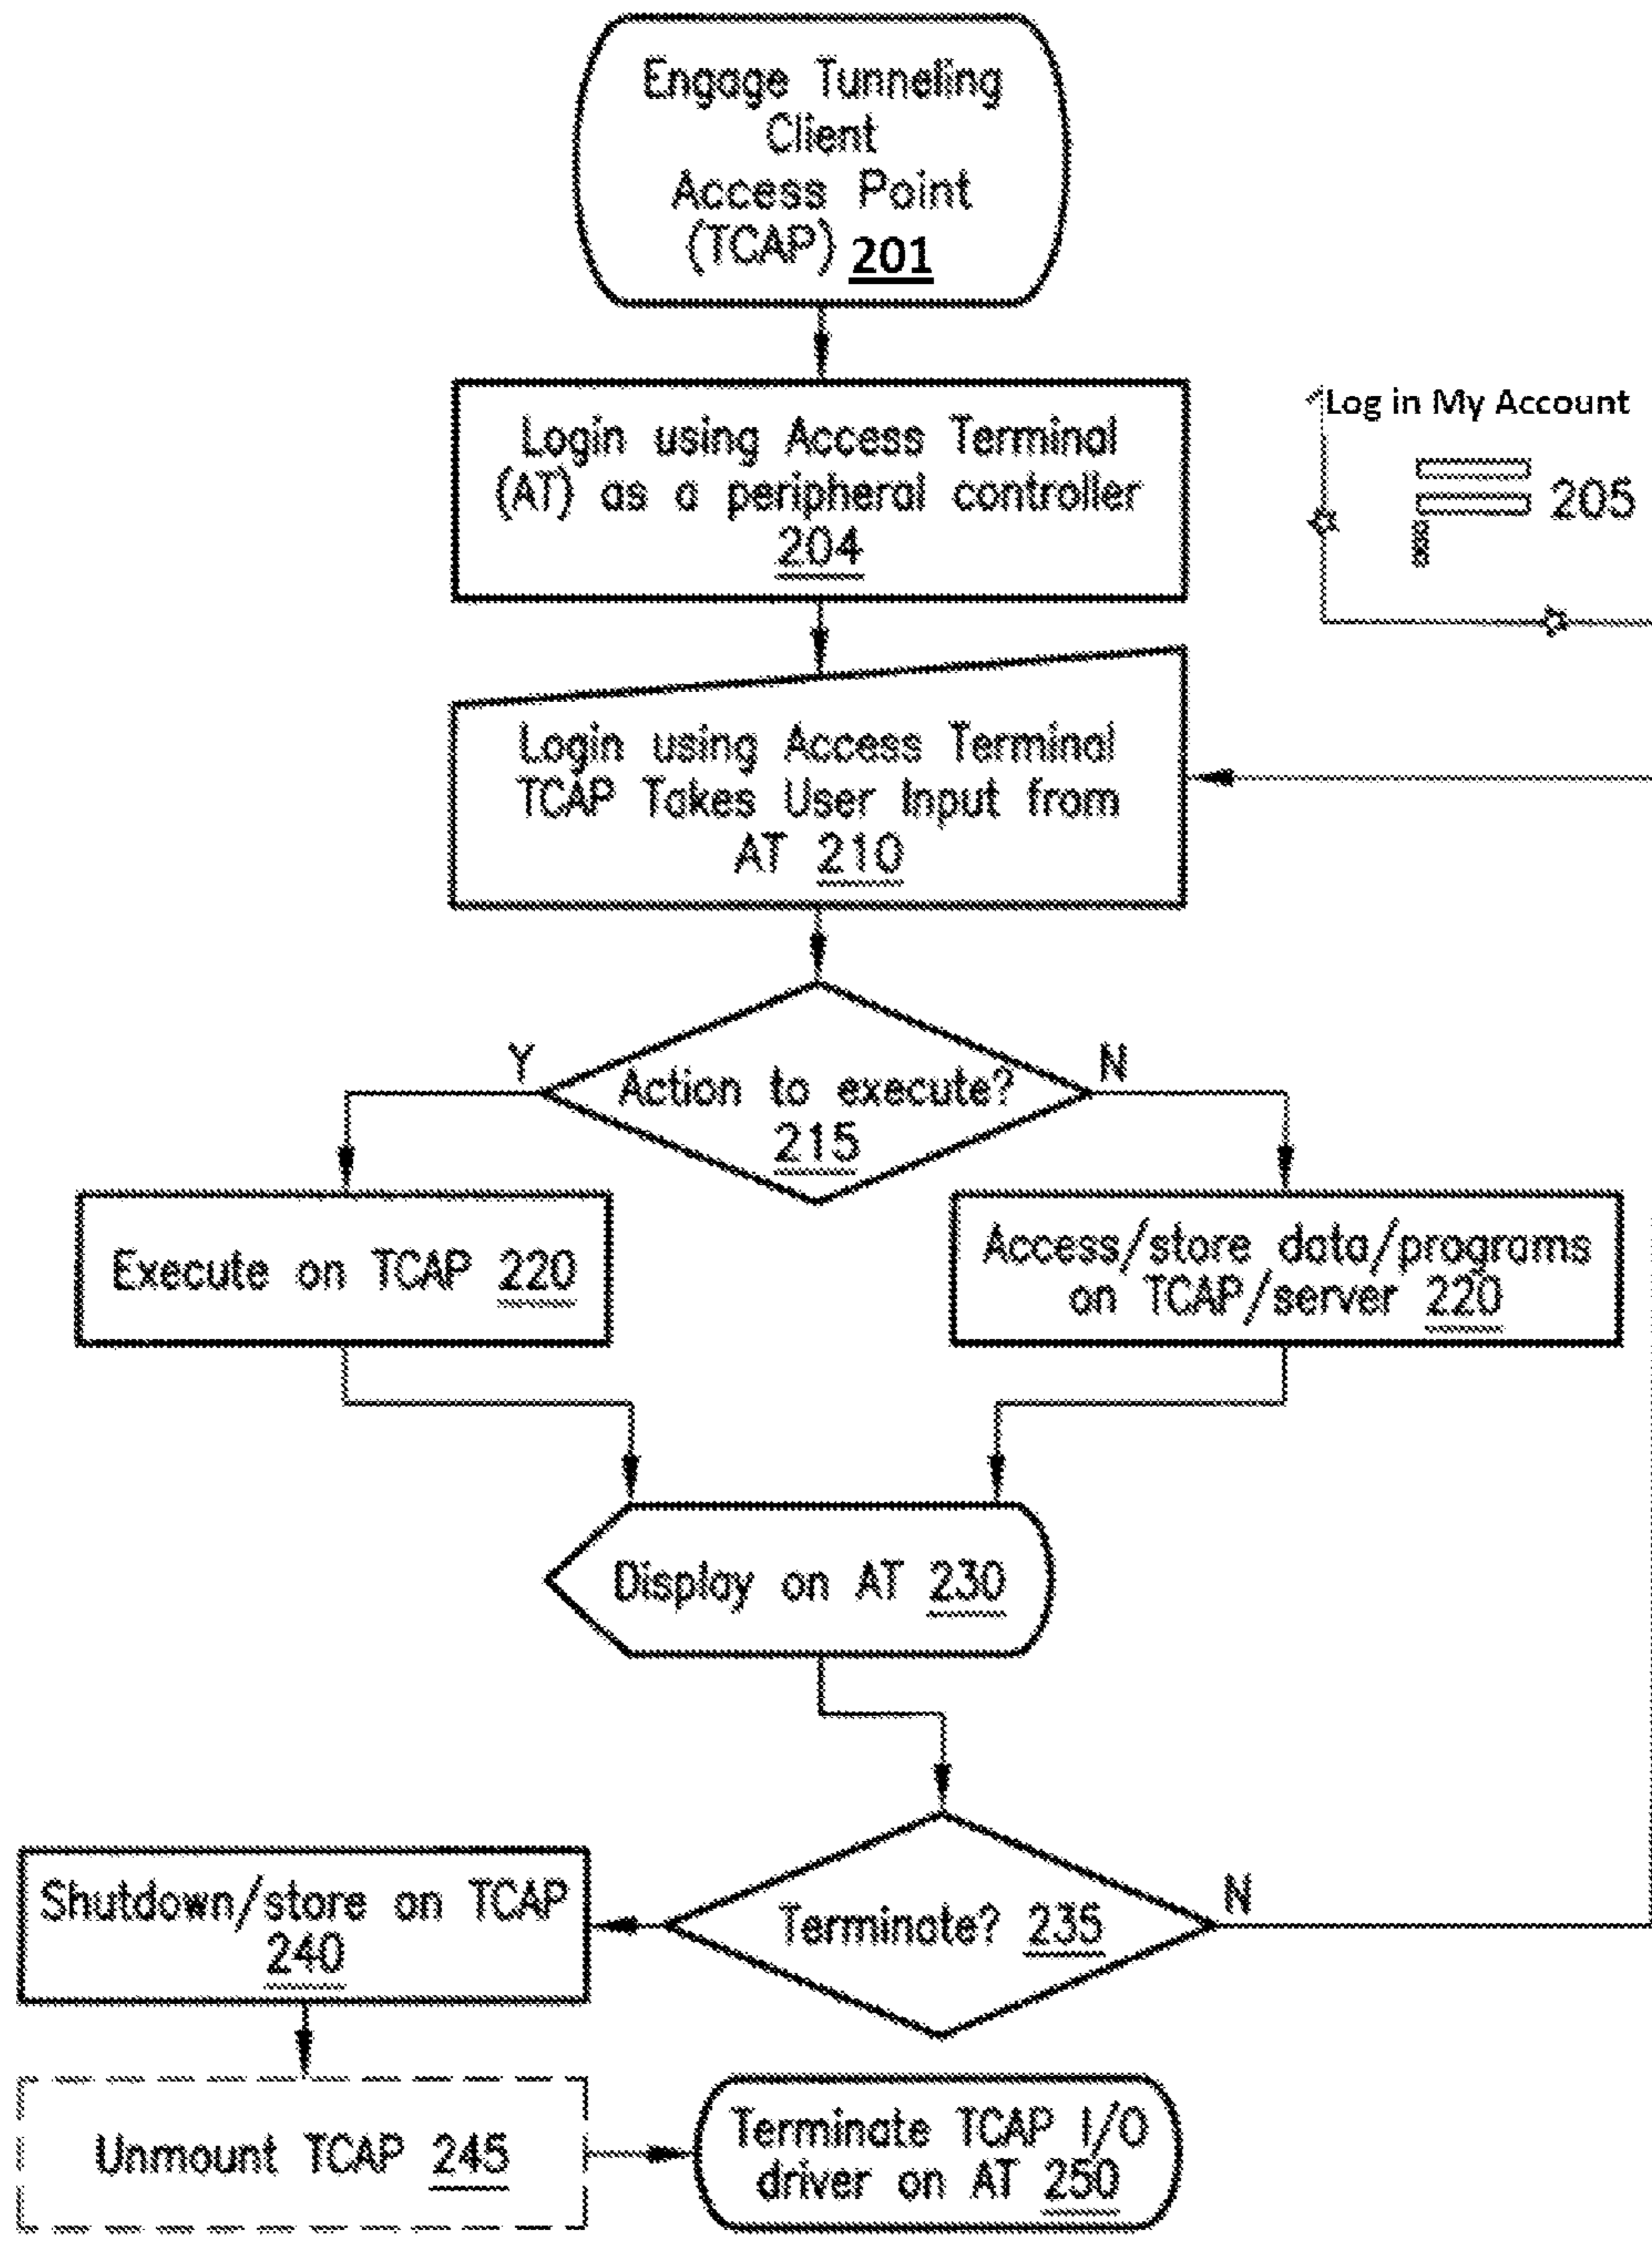 Engage Tunneling
Client
Access Point
(TCAP) 201
Login using Access Terminal
(AT) as a peripheral controller
204
Log in My Account
205
Login using Access Terminal
TCAP Takes User Input from
AT 210
Y
N
Action to execute?
215
Execute on TCAP 220
Access/store data/programs
on TCAP/server 220
Display on AT 230
Shutdown/store on TCAP
240
Terminate? 235
N
Unmount TCAP 245
Terminate TCAP I/O
driver on AT 250